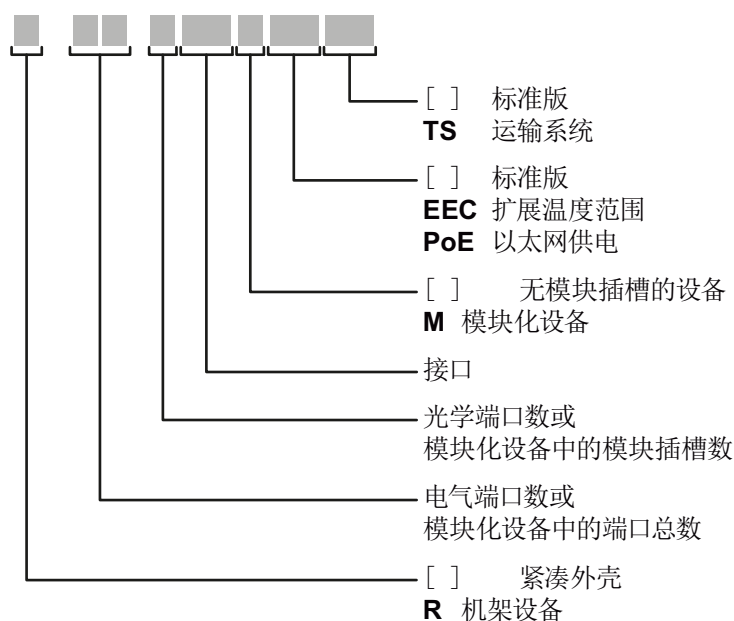 [ ] 标准版
TS 运输系统
[ ] 标准版
EEC 扩展温度范围
PoE 以太网供电
[ ] 无模块插槽的设备
M 模块化设备
接口
光学端口数或
模块化设备中的模块插槽数
电气端口数或
模块化设备中的端口总数
[ ] 紧凑外壳
R 机架设备